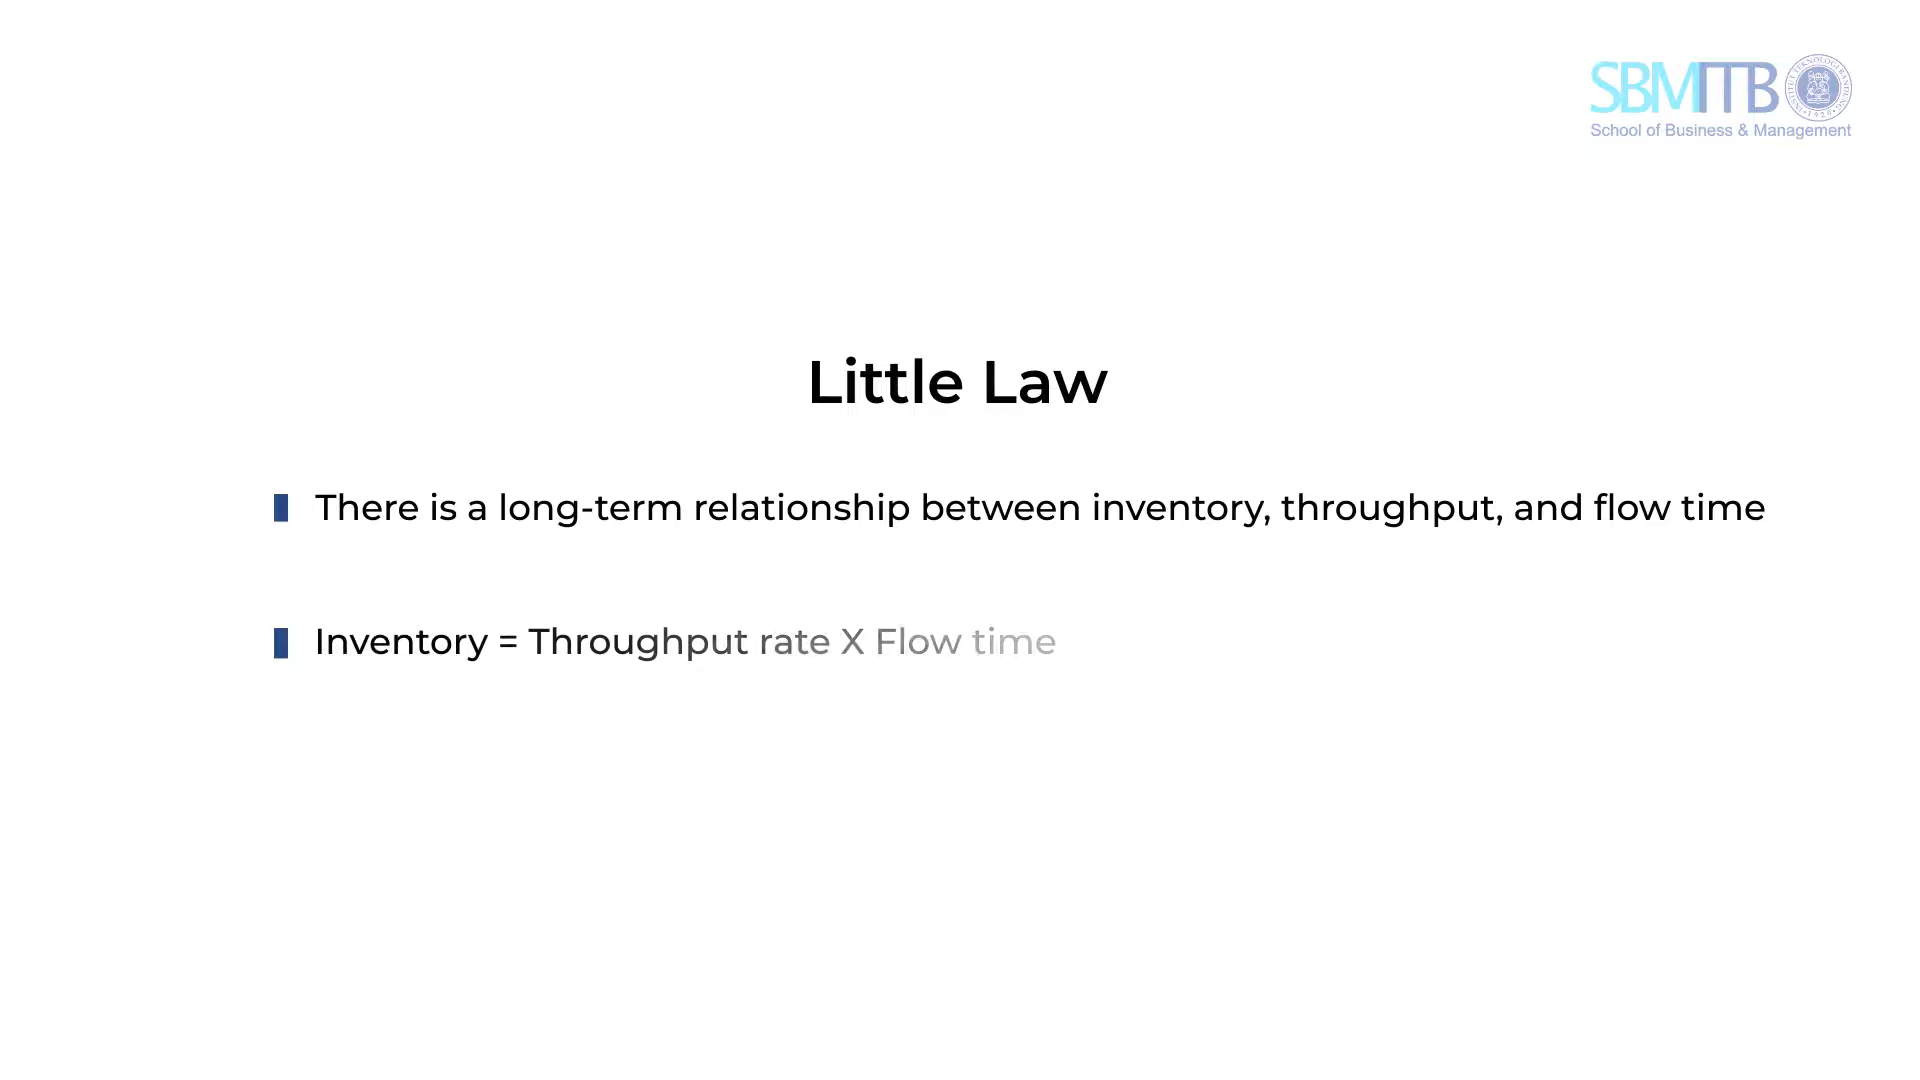 SBMITB
School of Business & Management
Little Law
There is a long-term relationship between inventory, throughput, and flow time
Inventory = Throughput rate X Flow time